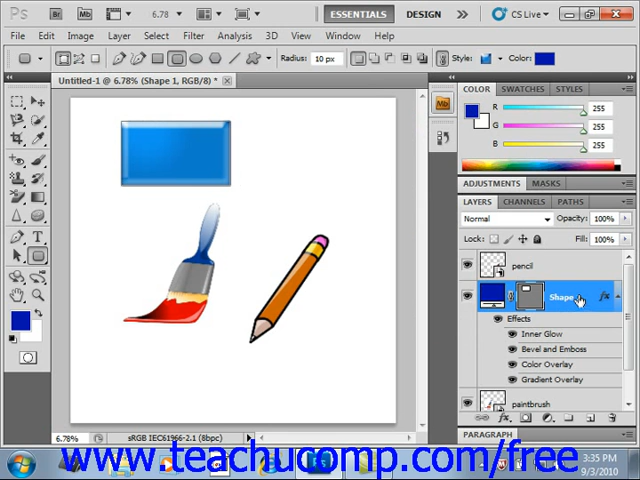 Ps Br Mb 6.78 ESSENTIALS DESIGN >> CS Live
File Edit Image Layer Select Filter Analysis 3D View Window Help
Radius: 10 px Style: Color:
Untitled-1 @ 6.78% (Shape 1, RGB/8) *
COLOR SWATCHES STYLES
R 255
G 255
B 255
ADJUSTMENTS MASKS
LAYERS CHANNELS PATHS
Normal Opacity: 100%
Lock: Fill: 100%
pencil
Shape fx
Effects
Inner Glow
Bevel and Emboss
Color Overlay
Gradient Overlay
paintbrush
6.78% sRGB IEC61966-2.1 (8bpc)
PARAGRAPH
www.teachucomp.com/free
3:35 PM
9/3/2010